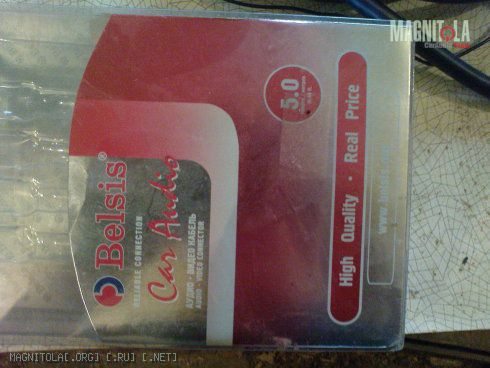 MAGNITOLA
Belsis®
RELIABLE CONNECTION
Car Audio
АУДИО - ВИДЕО КАБЕЛЬ
AUDIO - VIDEO CONNECTOR
5.0
High Quality · Real Price
MAGNITOLA[.ORG] [.RU] [.NET]